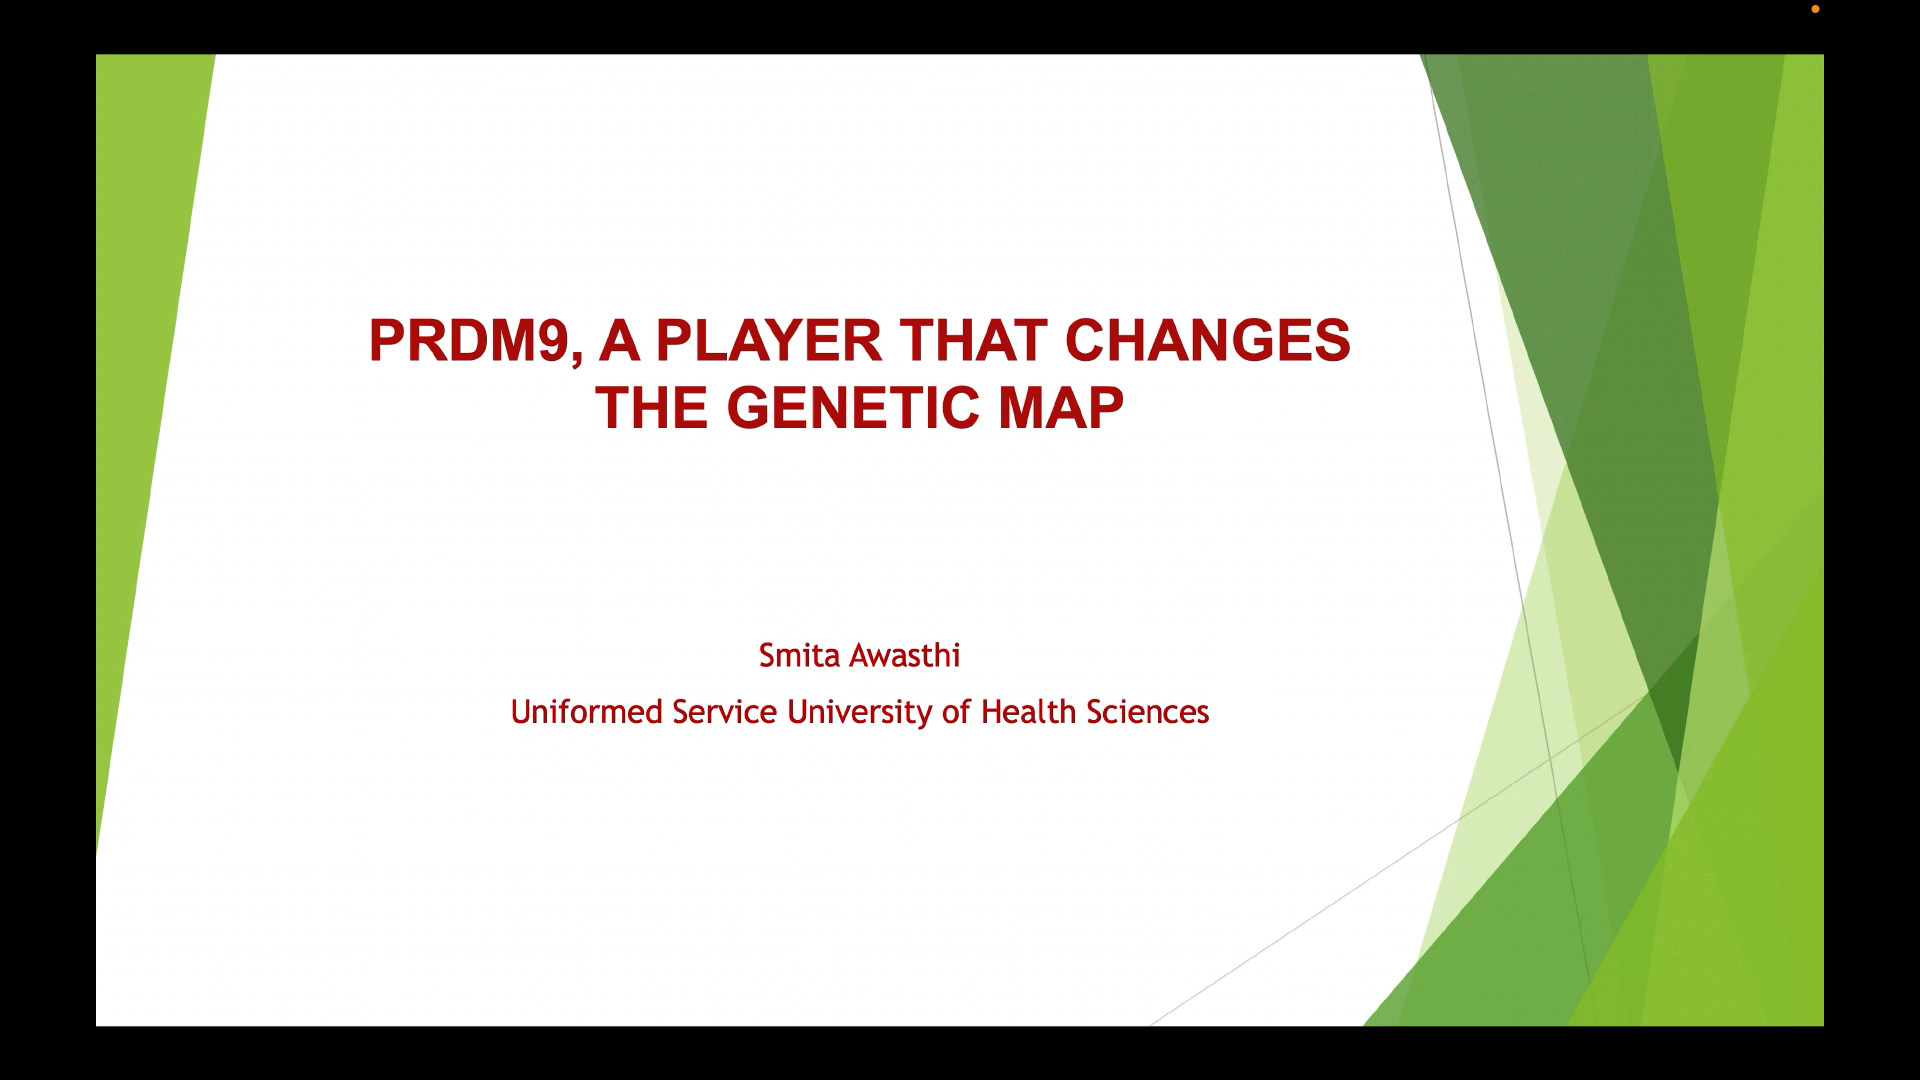 PRDM9, A PLAYER THAT CHANGES
THE GENETIC MAP
Smita Awasthi
Uniformed Service University of Health Sciences